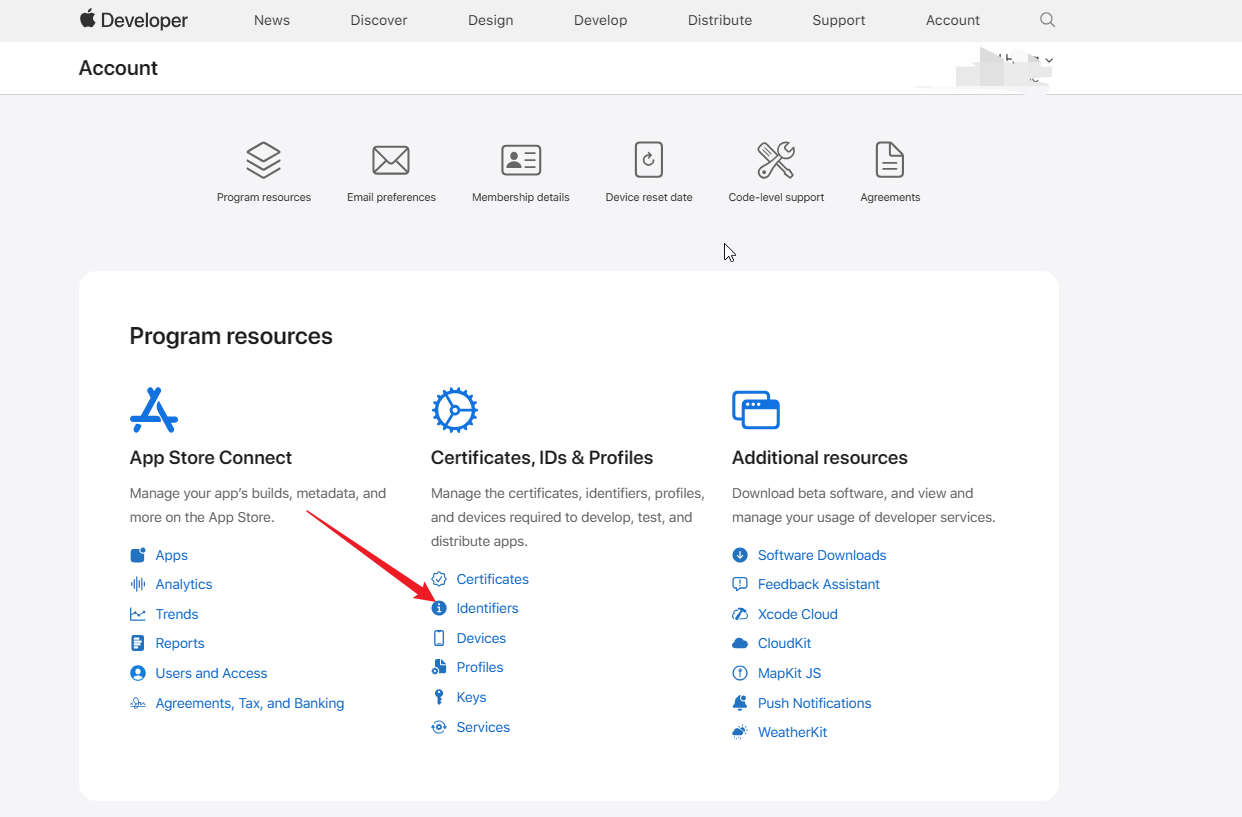 Developer
News
Discover
Design
Develop
Distribute
Support
Account
Account
Program resources
Email preferences
Membership details
Device reset date
Code-level support
Agreements
Program resources
App Store Connect
Manage your app's builds, metadata, and
more on the App Store.
Apps
Analytics
Trends
Reports
Users and Access
Agreements, Tax, and Banking
Certificates, IDs & Profiles
Manage the certificates, identifiers, profiles,
and devices required to develop, test, and
distribute apps.
Certificates
Identifiers
Devices
Profiles
Keys
Services
Additional resources
Download beta software, and view and
manage your usage of developer services.
Software Downloads
Feedback Assistant
Xcode Cloud
CloudKit
MapKit JS
Push Notifications
WeatherKit